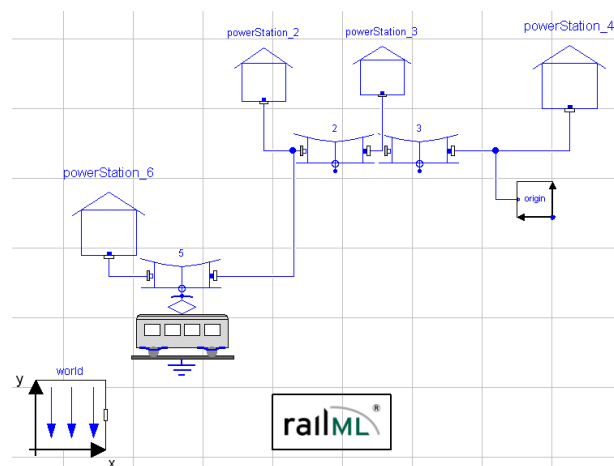 powerStation_4
powerStation_2
powerStation_3
2
3
powerStation_6
origin
5
world
y
x
railML®